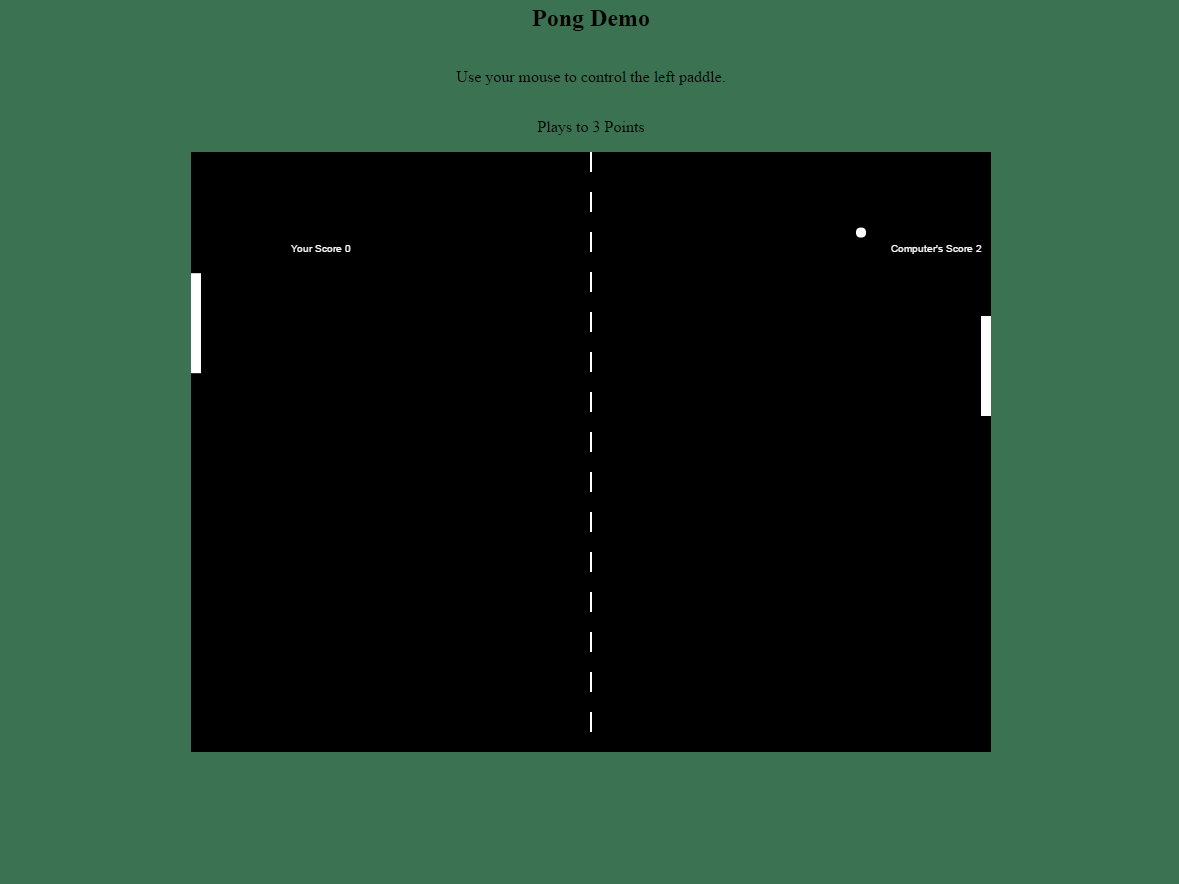 Pong Demo
Use your mouse to control the left paddle.
Plays to 3 Points
Your Score 0
Computer's Score 2